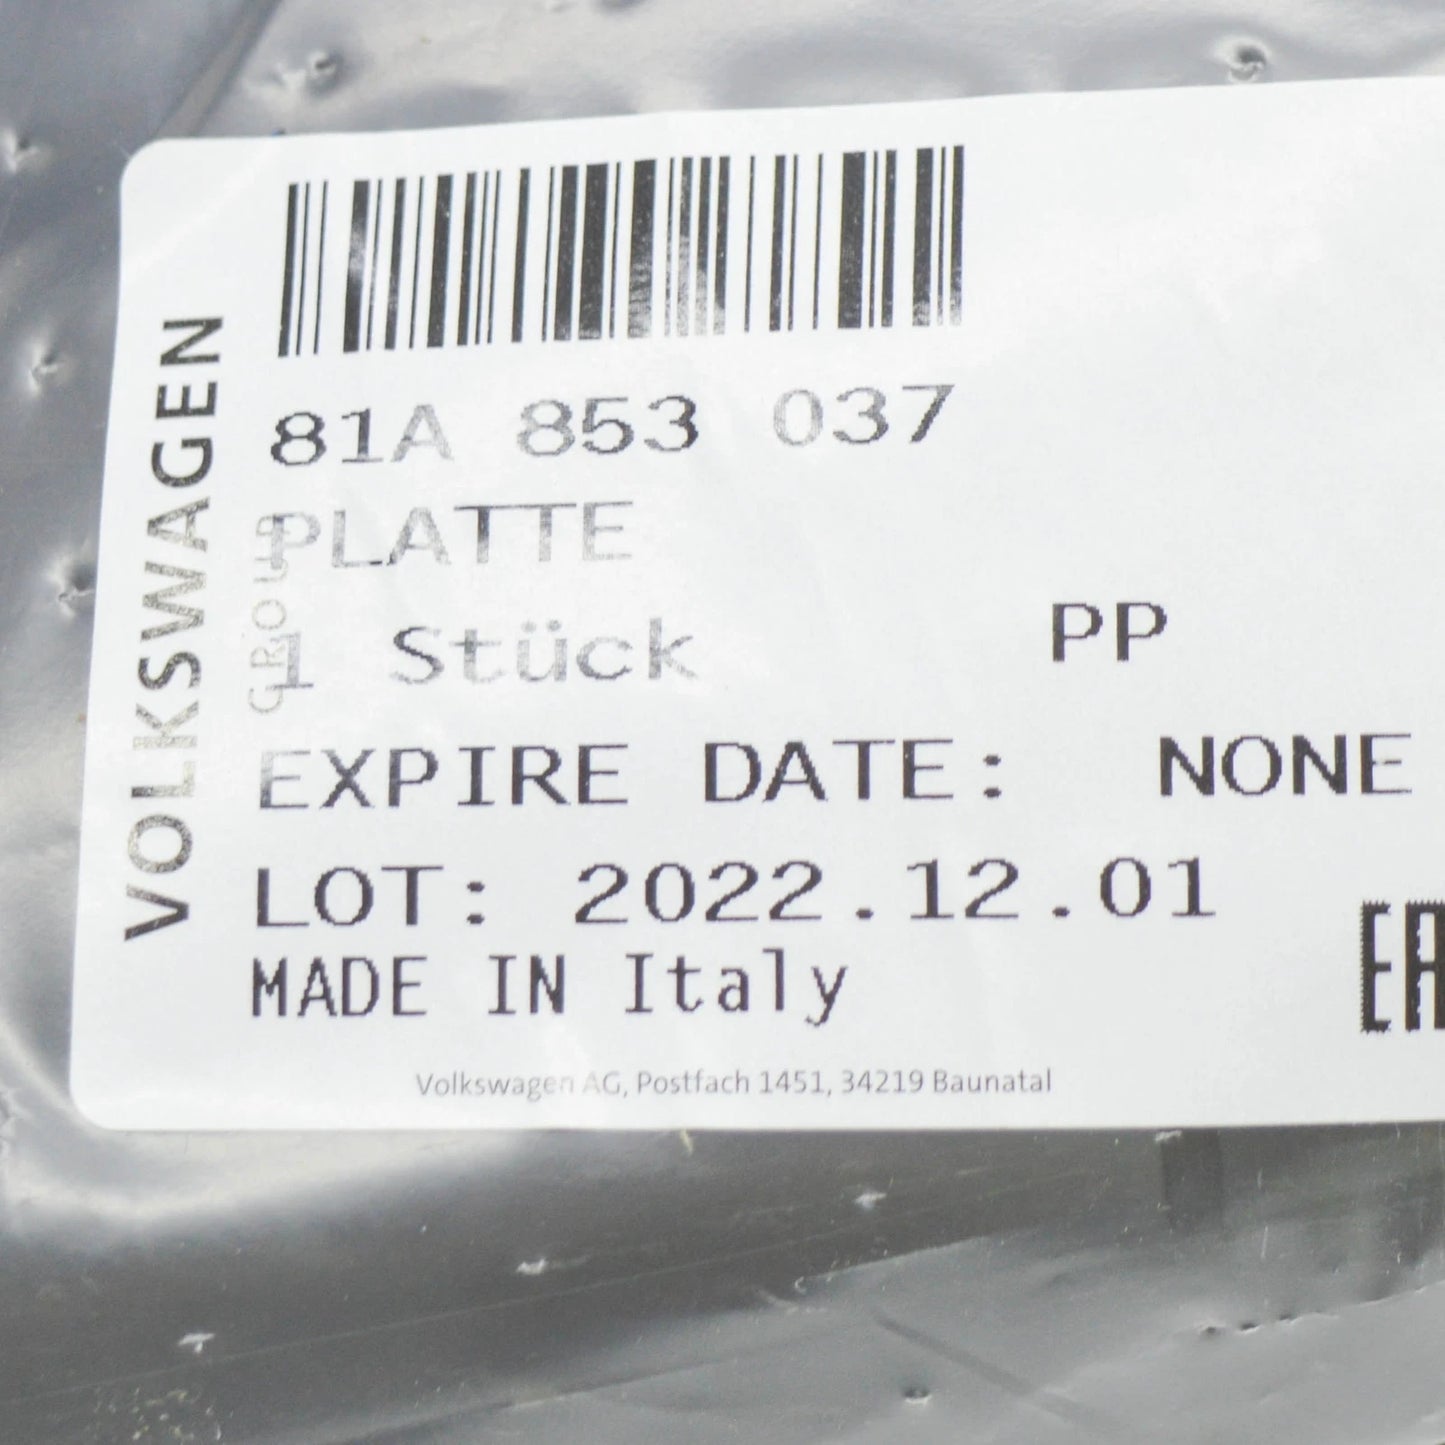 VOLKSWAGEN
GROUP
81A 853 037
PLATTE
1 Stück PP
EXPIRE DATE: NONE
LOT: 2022.12.01
MADE IN Italy
EA
Volkswagen AG, Postfach 1451, 34219 Baunatal